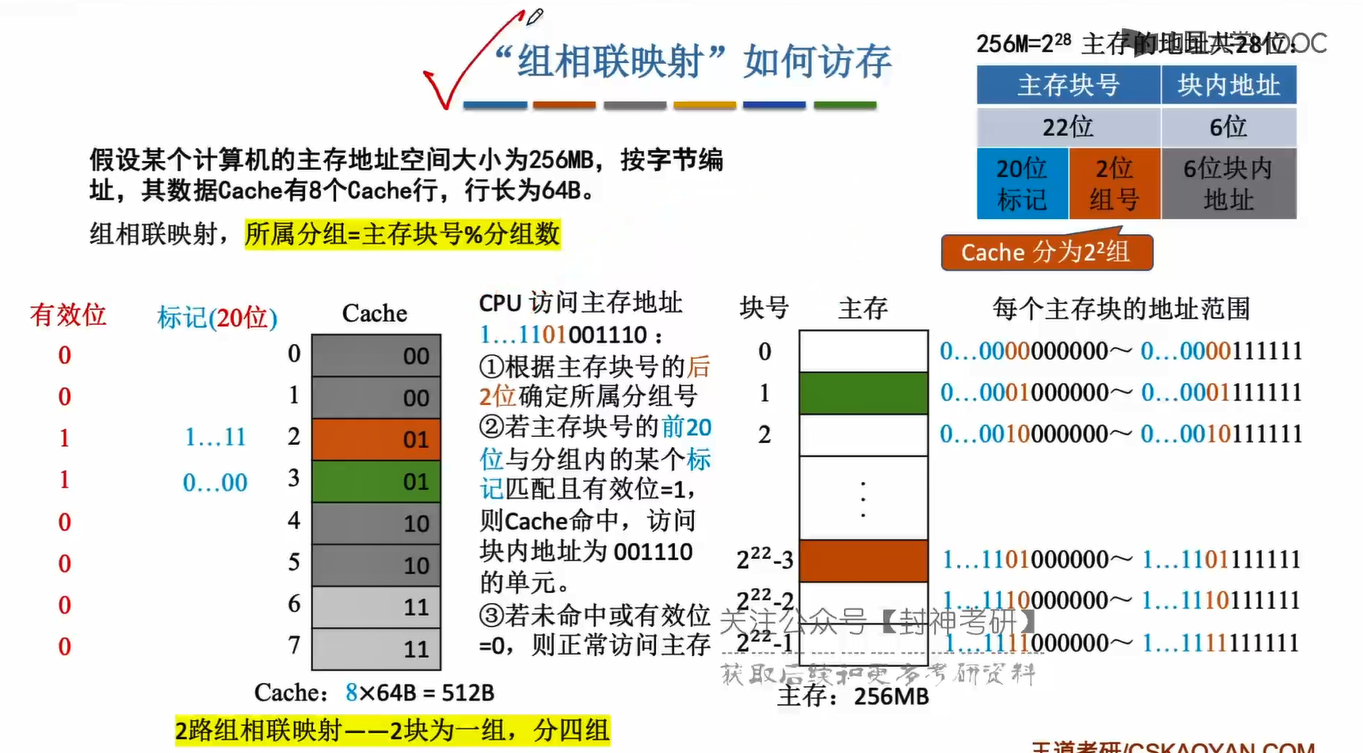 “组相联映射”如何访存
256M=2²⁸ 主存的地址共28位：
主存块号 块内地址
22位 6位
20位标记 2位组号 6位块内地址
Cache 分为2²组
假设某个计算机的主存地址空间大小为256MB，按字节编
址，其数据Cache有8个Cache行，行长为64B。
组相联映射，所属分组=主存块号%分组数
有效位 标记(20位) Cache
0 0 00
0 1 00
1 1…11 2 01
1 0…00 3 01
0 4 10
0 5 10
0 6 11
0 7 11
Cache：8×64B = 512B
2路组相联映射——2块为一组，分四组
CPU 访问主存地址
1…1101001110：
①根据主存块号的后
2位确定所属分组号
②若主存块号的前20
位与分组内的某个标
记匹配且有效位=1，
则Cache命中，访问
块内地址为 001110
的单元。
③若未命中或有效位
=0，则正常访问主存
块号 主存 每个主存块的地址范围
0 0…0000000000～ 0…0000111111
1 0…0001000000～ 0…0001111111
2 0…0010000000～ 0…0010111111
⋮
2²²-3 1…1101000000～ 1…1101111111
2²²-2 1…1110000000～ 1…1110111111
2²²-1 1…1111000000～ 1…1111111111
主存：256MB
关注公众号【封神考研】
获取后续和更多考研资料
王道考研/CSKAOYAN.COM